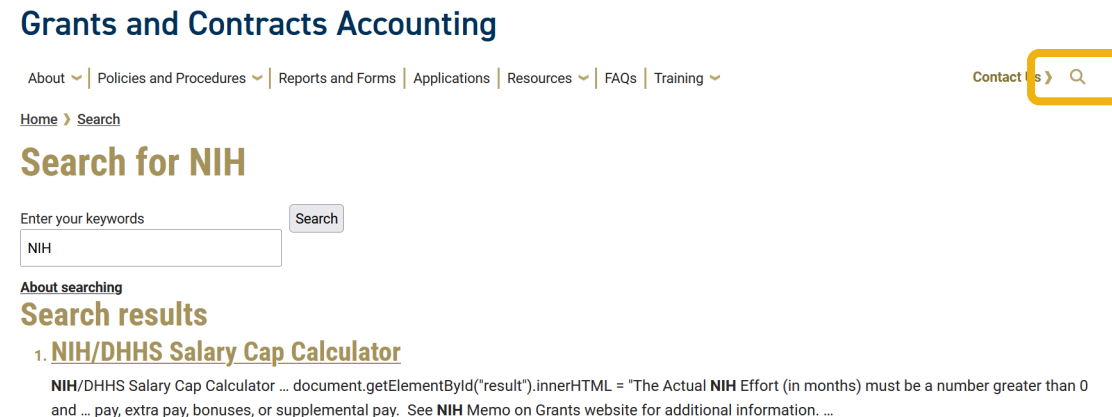 Grants and Contracts Accounting
About Policies and Procedures Reports and Forms Applications Resources FAQs Training Contact Us
Home Search
Search for NIH
Enter your keywords
Search
NIH
About searching
Search results
1. NIH/DHHS Salary Cap Calculator
NIH/DHHS Salary Cap Calculator ... document.getElementById("result").innerHTML = "The Actual NIH Effort (in months) must be a number greater than 0
and ... pay, extra pay, bonuses, or supplemental pay.  See NIH Memo on Grants website for additional information. ...